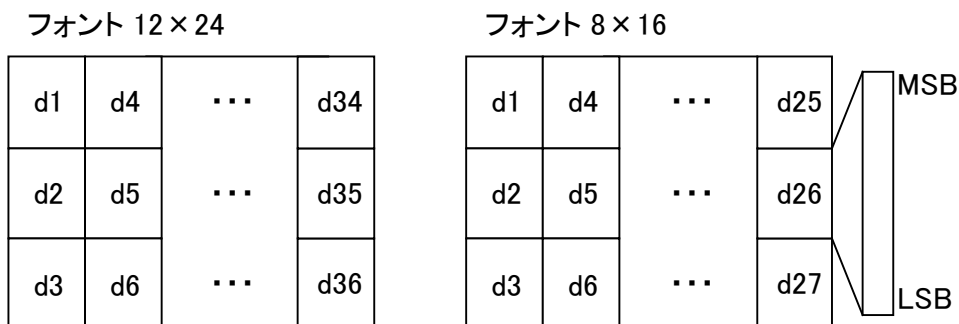 フォント 12×24
フォント 8×16
d1 d4 ・・・ d34
d2 d5 ・・・ d35
d3 d6 ・・・ d36
d1 d4 ・・・ d25
d2 d5 ・・・ d26
d3 d6 ・・・ d27
MSB
LSB